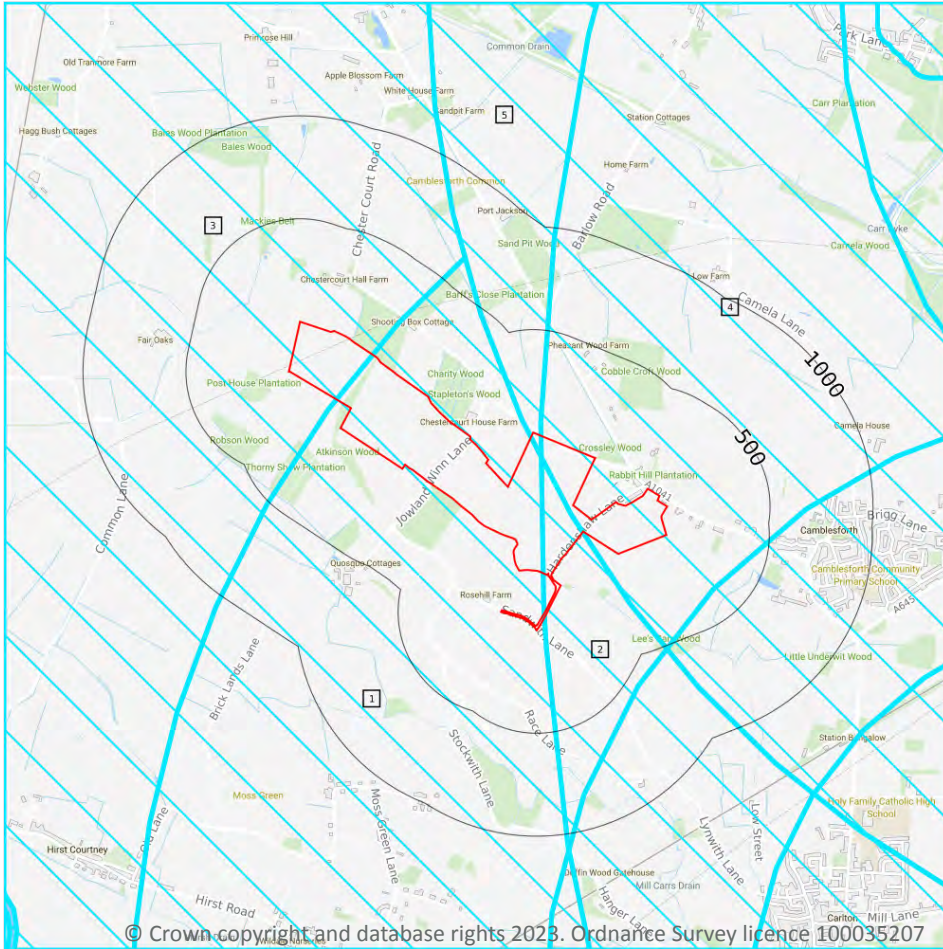 Park Lane
Primrose Hill
Common Drain
Old Tranmore Farm
Apple Blossom Farm
Webster Wood
White House Farm
Carr Plantation
Sandpit Farm
5
Station Cottages
Hagg Bush Cottages
Bales Wood Plantation
Bales Wood
Chester Court Road
Home Farm
Camblesforth Common
Barlow Road
Port Jackson
3
Mackies Belt
Carr Dyke
Sand Pit Wood
Camela Wood
Chestercourt Hall Farm
Low Farm
Barff's Close Plantation
4
Camela Lane
Shooting Box Cottage
Fair Oaks
Pheasant Wood Farm
1000
Charity Wood
Cobble Croft Wood
Post House Plantation
Stapleton's Wood
Chestercourt House Farm
Camela House
Robson Wood
500
Atkinson Wood
Crossley Wood
Thorny Shaw Plantation
Jowland Winn Lane
Rabbit Hill Plantation
A1041
Common Lane
Hardenshaw Lane
Brigg Lane
Camblesforth
Quosquo Cottages
Camblesforth Community
Primary School
Rosehill Farm
A645
Sandwith Lane
Lee's Cah Wood
2
Little Underwit Wood
Brick Lands Lane
1
Race Lane
Stockwith Lane
Station Bungalow
Moss Green
Moss Green Lane
Holy Family Catholic High
School
Old Lane
Low Street
Lynwith Lane
Hirst Courtney
Mill Carrs Drain
Hirst Road
Hanger Lane
Carlton
Mill Lane
© Crown copyright and database rights 2023. Ordnance Survey licence 100035207